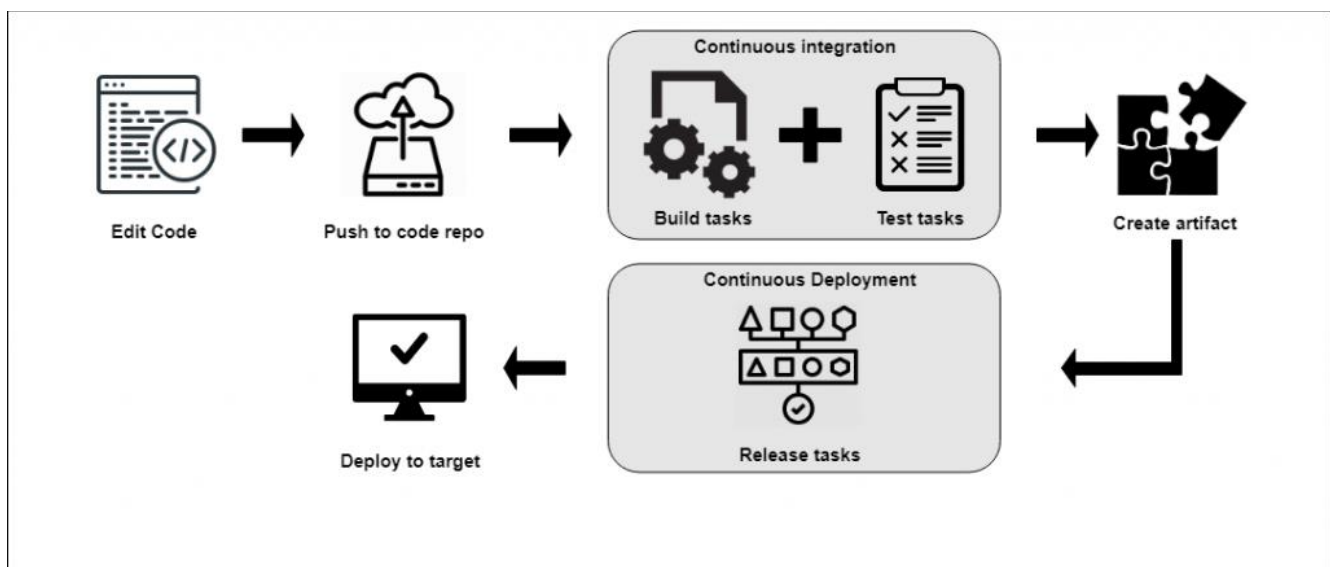 Continuous integration
</>
Edit Code
Push to code repo
Build tasks
Test tasks
Create artifact
Continuous Deployment
Deploy to target
Release tasks